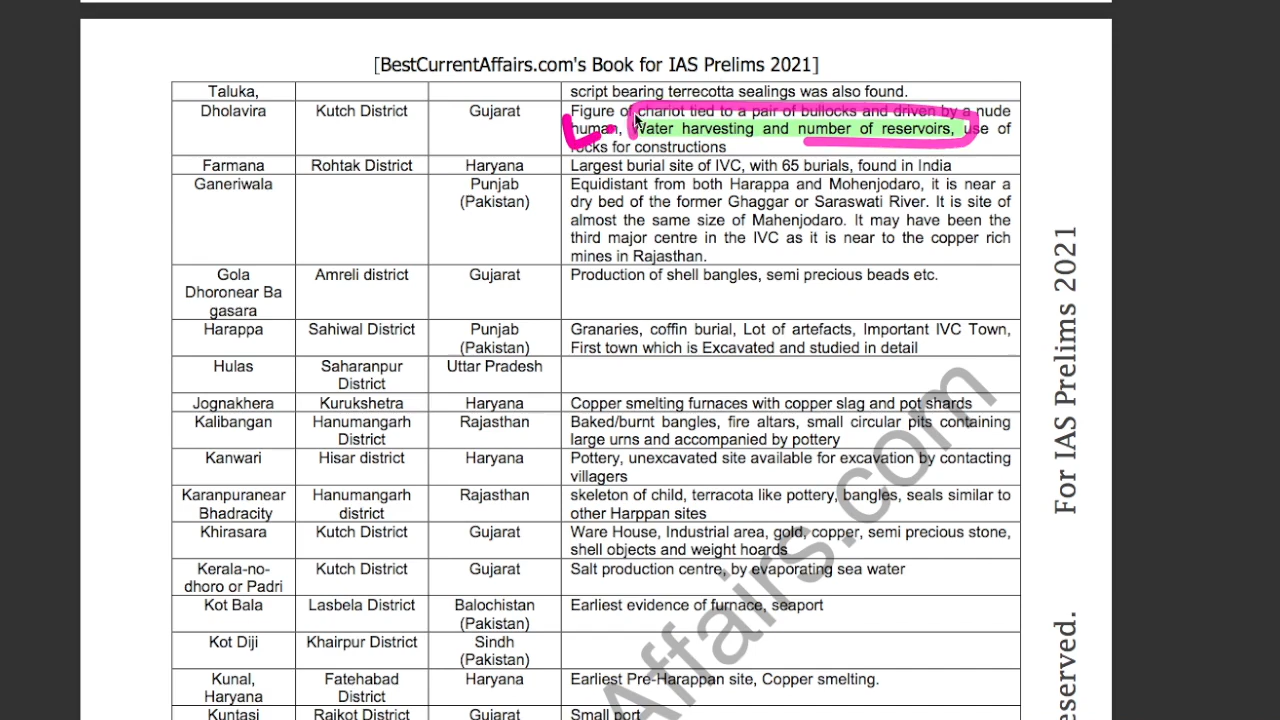 [BestCurrentAffairs.com's Book for IAS Prelims 2021]
Taluka, script bearing terrecotta sealings was also found.
Dholavira Kutch District Gujarat Figure of chariot tied to a pair of bullocks and driven by a nude
human, Water harvesting and number of reservoirs, use of
rocks for constructions
Farmana Rohtak District Haryana Largest burial site of IVC, with 65 burials, found in India
Ganeriwala Punjab Equidistant from both Harappa and Mohenjodaro, it is near a
(Pakistan) dry bed of the former Ghaggar or Saraswati River. It is site of
almost the same size of Mahenjodaro. It may have been the
third major centre in the IVC as it is near to the copper rich
mines in Rajasthan.
Gola Amreli district Gujarat Production of shell bangles, semi precious beads etc.
Dhoronear Ba
gasara
Harappa Sahiwal District Punjab Granaries, coffin burial, Lot of artefacts, Important IVC Town,
(Pakistan) First town which is Excavated and studied in detail
Hulas Saharanpur Uttar Pradesh
District
Jognakhera Kurukshetra Haryana Copper smelting furnaces with copper slag and pot shards
Kalibangan Hanumangarh Rajasthan Baked/burnt bangles, fire altars, small circular pits containing
District large urns and accompanied by pottery
Kanwari Hisar district Haryana Pottery, unexcavated site available for excavation by contacting
villagers
Karanpuranear Hanumangarh Rajasthan skeleton of child, terracota like pottery, bangles, seals similar to
Bhadracity district other Harppan sites
Khirasara Kutch District Gujarat Ware House, Industrial area, gold, copper, semi precious stone,
shell objects and weight hoards
Kerala-no- Kutch District Gujarat Salt production centre, by evaporating sea water
dhoro or Padri
Kot Bala Lasbela District Balochistan Earliest evidence of furnace, seaport
(Pakistan)
Kot Diji Khairpur District Sindh
(Pakistan)
Kunal, Fatehabad Haryana Earliest Pre-Harappan site, Copper smelting.
Haryana District
Kuntasi Rajkot District Gujarat Small port
Affairs.com
For IAS Prelims 2021
eserved.